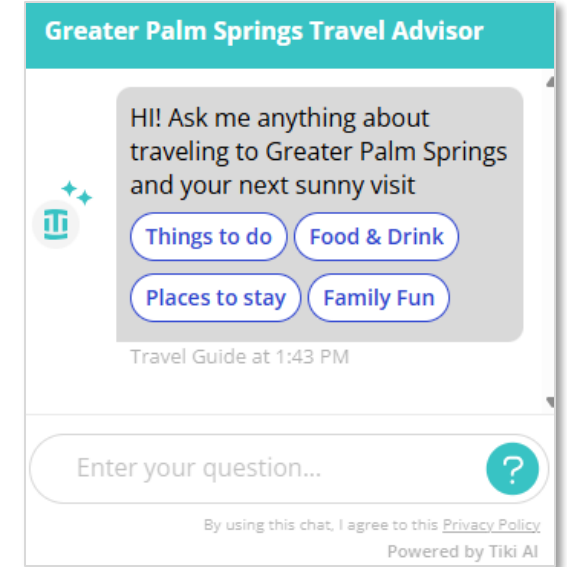 Greater Palm Springs Travel Advisor
HI! Ask me anything about
traveling to Greater Palm Springs
and your next sunny visit
Things to do Food & Drink
Places to stay Family Fun
Travel Guide at 1:43 PM
Enter your question... ?
By using this chat, I agree to this Privacy Policy
Powered by Tiki AI